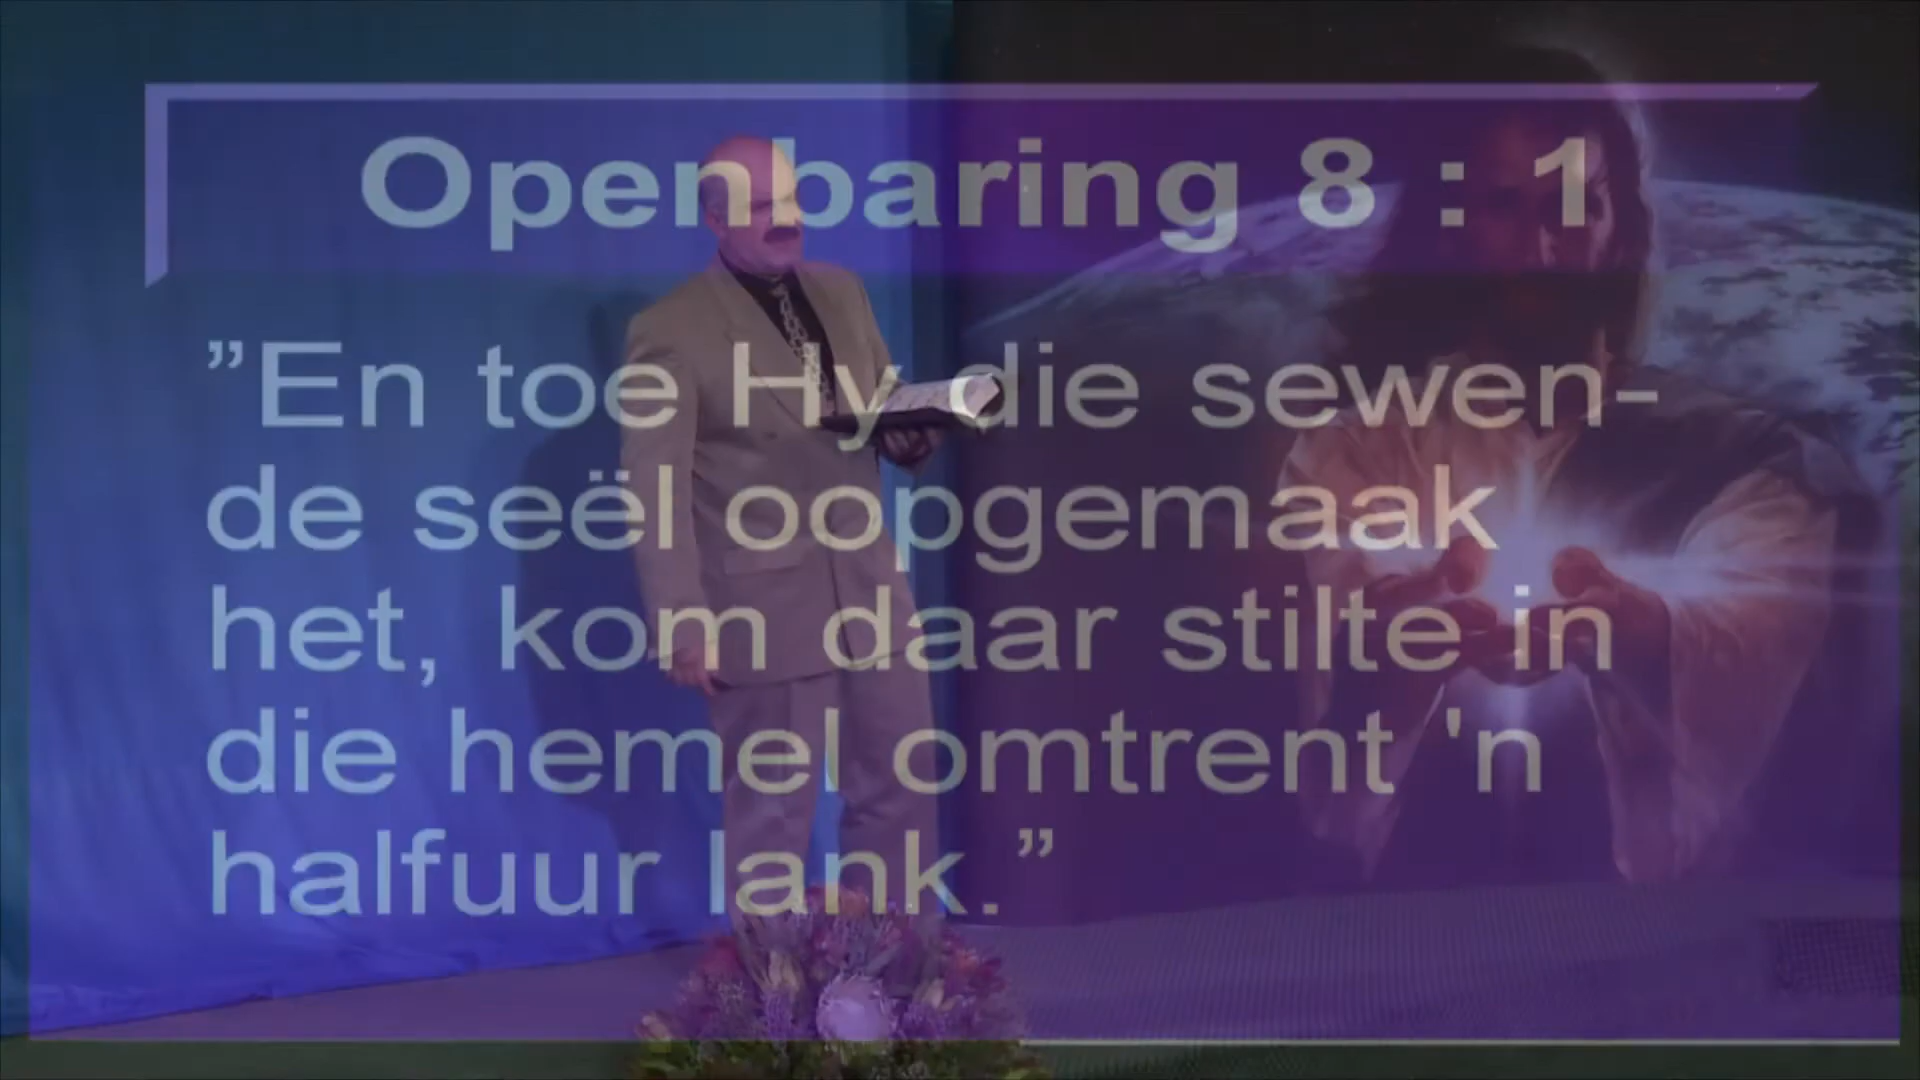 Openbaring 8 : 1
”En toe Hy die sewen-
de seël oopgemaak
het, kom daar stilte in
die hemel omtrent 'n
halfuur lank.”